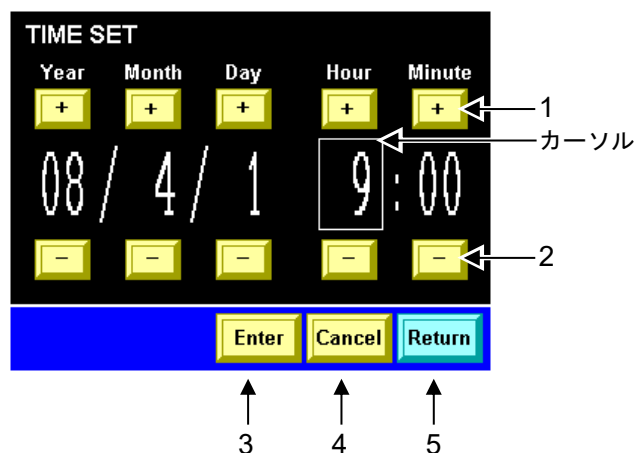 TIME SET
Year Month Day Hour Minute
+ + + + + 1
カーソル
08/ 4/ 1 9:00
− − − − − 2
Enter Cancel Return
3 4 5